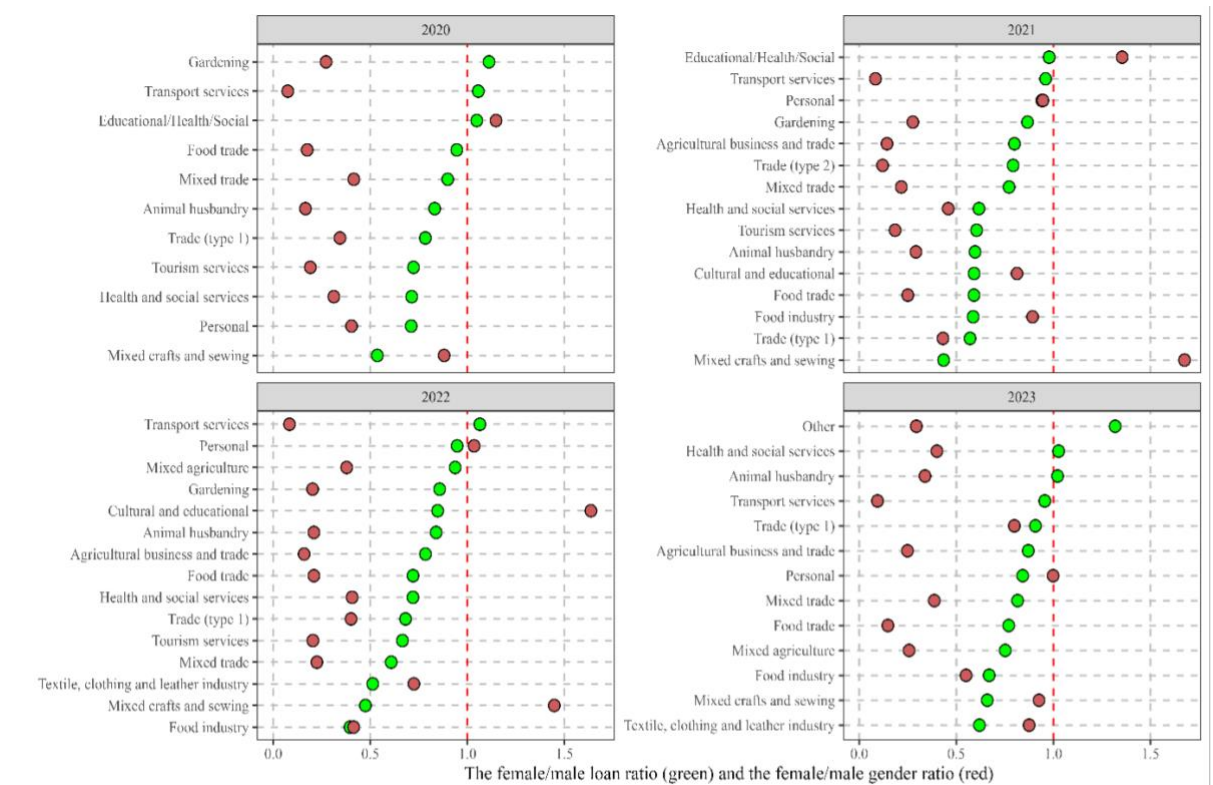 2020
Gardening
Transport services
Educational/Health/Social
Food trade
Mixed trade
Animal husbandry
Trade (type 1)
Tourism services
Health and social services
Personal
Mixed crafts and sewing
2021
Educational/Health/Social
Transport services
Personal
Gardening
Agricultural business and trade
Trade (type 2)
Mixed trade
Health and social services
Tourism services
Animal husbandry
Cultural and educational
Food trade
Food industry
Trade (type 1)
Mixed crafts and sewing
2022
Transport services
Personal
Mixed agriculture
Gardening
Cultural and educational
Animal husbandry
Agricultural business and trade
Food trade
Health and social services
Trade (type 1)
Tourism services
Mixed trade
Textile, clothing and leather industry
Mixed crafts and sewing
Food industry
0.0 0.5 1.0 1.5
2023
Other
Health and social services
Animal husbandry
Transport services
Trade (type 1)
Agricultural business and trade
Personal
Mixed trade
Food trade
Mixed agriculture
Food industry
Mixed crafts and sewing
Textile, clothing and leather industry
0.0 0.5 1.0 1.5
The female/male loan ratio (green) and the female/male gender ratio (red)